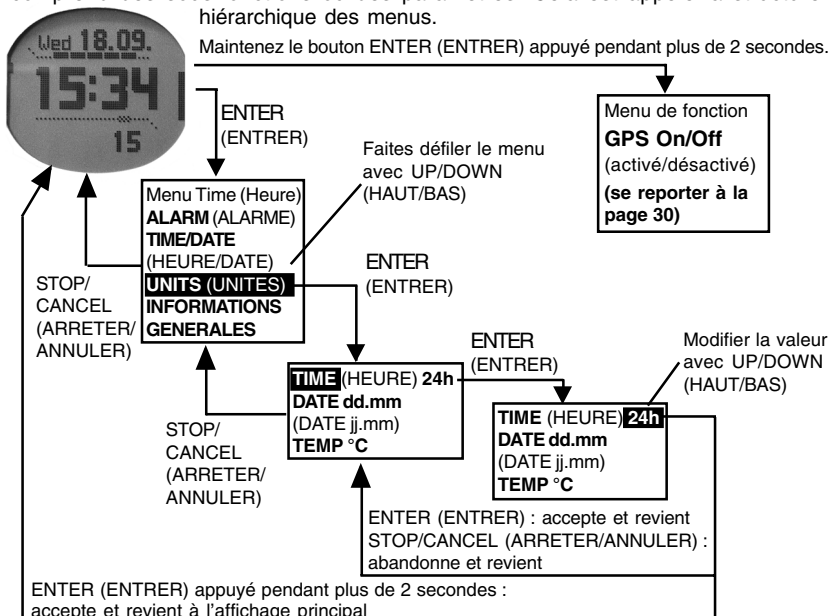 hiérarchique des menus.
Maintenez le bouton ENTER (ENTRER) appuyé pendant plus de 2 secondes.
Wed 18.09.
15:34
15
ENTER
(ENTRER)
Menu de fonction
GPS On/Off
(activé/désactivé)
(se reporter à la
page 30)
Faites défiler le menu
avec UP/DOWN
(HAUT/BAS)
Menu Time (Heure)
ALARM (ALARME)
TIME/DATE
(HEURE/DATE)
UNITS (UNITES)
INFORMATIONS
GENERALES
STOP/
CANCEL
(ARRETER/
ANNULER)
ENTER
(ENTRER)
TIME (HEURE) 24h
DATE dd.mm
(DATE jj.mm)
TEMP °C
STOP/
CANCEL
(ARRETER/
ANNULER)
ENTER
(ENTRER)
Modifier la valeur
avec UP/DOWN
(HAUT/BAS)
TIME (HEURE) 24h
DATE dd.mm
(DATE jj.mm)
TEMP °C
ENTER (ENTRER) : accepte et revient
STOP/CANCEL (ARRETER/ANNULER) :
abandonne et revient
ENTER (ENTRER) appuyé pendant plus de 2 secondes :
accepte et revient à l'affichage principal